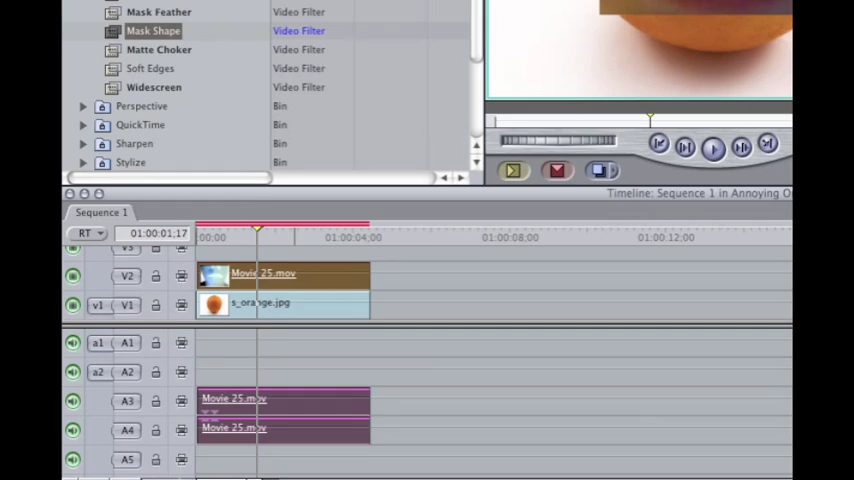 Mask Feather Video Filter
Mask Shape Video Filter
Matte Choker Video Filter
Soft Edges Video Filter
Widescreen Video Filter
Perspective Bin
QuickTime Bin
Sharpen Bin
Stylize Bin
Timeline: Sequence 1 in Annoying O
Sequence 1
RT 01:00:01;17 :00;00 01:00:04;00 01:00:08;00 01:00:12;00
V3
V2 Movie 25.mov
v1 V1 s_orange.jpg
a1 A1
a2 A2
A3 Movie 25.mov
A4 Movie 25.mov
A5